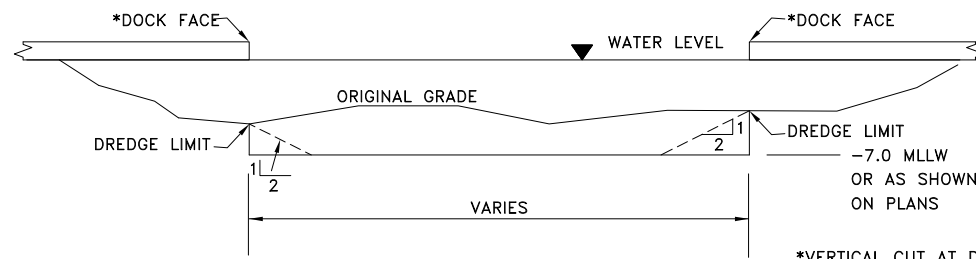 *DOCK FACE
*DOCK FACE
WATER LEVEL
ORIGINAL GRADE
DREDGE LIMIT
1
2
1
2
DREDGE LIMIT
-7.0 MLLW
OR AS SHOWN
ON PLANS
VARIES
*VERTICAL CUT AT